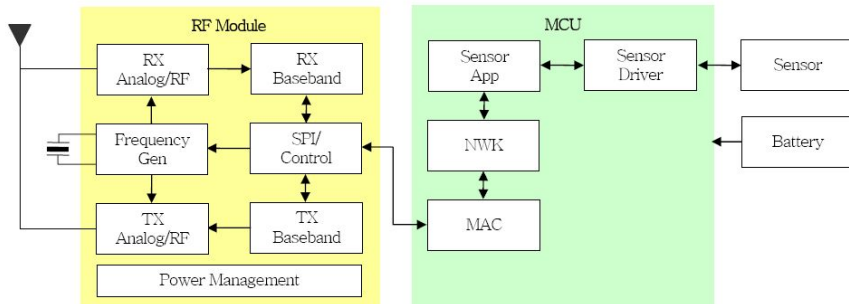 RF Module
RX
Analog/RF
RX
Baseband
Frequency
Gen
SPI/
Control
TX
Analog/RF
TX
Baseband
Power Management
MCU
Sensor
App
Sensor
Driver
NWK
MAC
Sensor
Battery